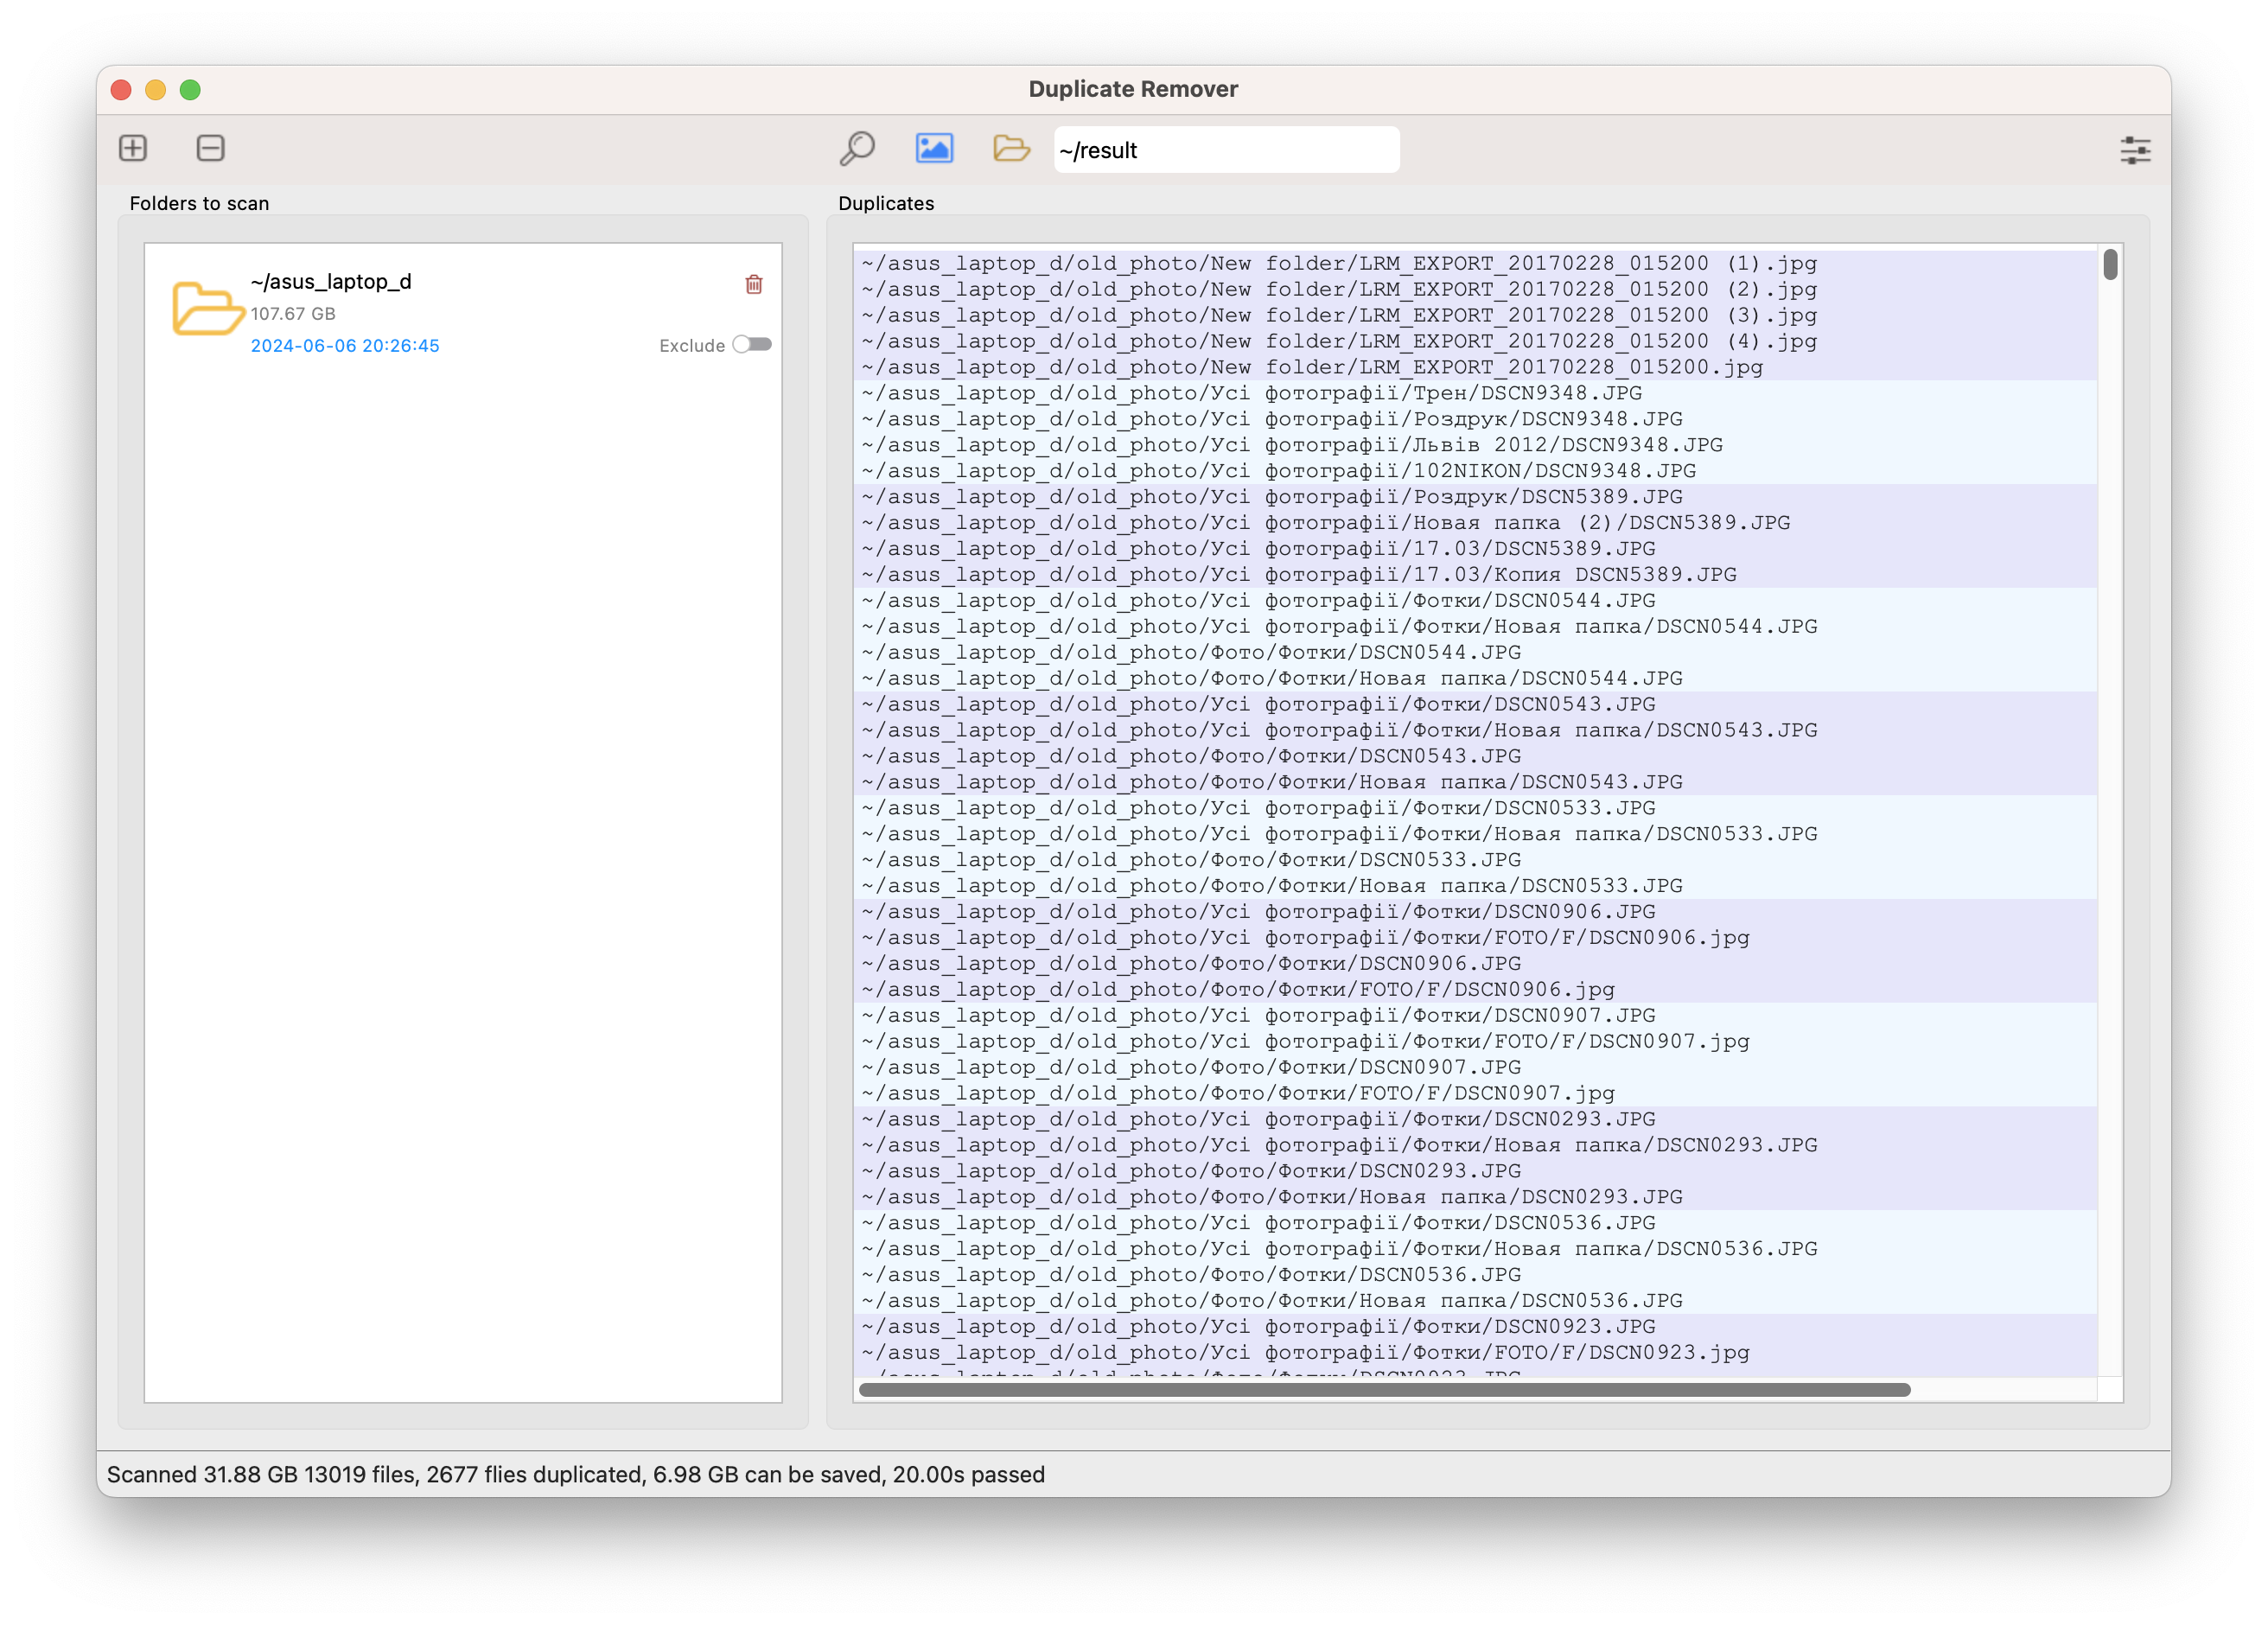 Duplicate Remover
~/result
Folders to scan
~/asus_laptop_d
107.67 GB
2024-06-06 20:26:45
Exclude
Duplicates
~/asus_laptop_d/old_photo/New folder/LRM_EXPORT_20170228_015200 (1).jpg
~/asus_laptop_d/old_photo/New folder/LRM_EXPORT_20170228_015200 (2).jpg
~/asus_laptop_d/old_photo/New folder/LRM_EXPORT_20170228_015200 (3).jpg
~/asus_laptop_d/old_photo/New folder/LRM_EXPORT_20170228_015200 (4).jpg
~/asus_laptop_d/old_photo/New folder/LRM_EXPORT_20170228_015200.jpg
~/asus_laptop_d/old_photo/Усі фотографії/Трен/DSCN9348.JPG
~/asus_laptop_d/old_photo/Усі фотографії/Роздрук/DSCN9348.JPG
~/asus_laptop_d/old_photo/Усі фотографії/Львів 2012/DSCN9348.JPG
~/asus_laptop_d/old_photo/Усі фотографії/102NIKON/DSCN9348.JPG
~/asus_laptop_d/old_photo/Усі фотографії/Роздрук/DSCN5389.JPG
~/asus_laptop_d/old_photo/Усі фотографії/Новая папка (2)/DSCN5389.JPG
~/asus_laptop_d/old_photo/Усі фотографії/17.03/DSCN5389.JPG
~/asus_laptop_d/old_photo/Усі фотографії/17.03/Копия DSCN5389.JPG
~/asus_laptop_d/old_photo/Усі фотографії/Фотки/DSCN0544.JPG
~/asus_laptop_d/old_photo/Усі фотографії/Фотки/Новая папка/DSCN0544.JPG
~/asus_laptop_d/old_photo/Фото/Фотки/DSCN0544.JPG
~/asus_laptop_d/old_photo/Фото/Фотки/Новая папка/DSCN0544.JPG
~/asus_laptop_d/old_photo/Усі фотографії/Фотки/DSCN0543.JPG
~/asus_laptop_d/old_photo/Усі фотографії/Фотки/Новая папка/DSCN0543.JPG
~/asus_laptop_d/old_photo/Фото/Фотки/DSCN0543.JPG
~/asus_laptop_d/old_photo/Фото/Фотки/Новая папка/DSCN0543.JPG
~/asus_laptop_d/old_photo/Усі фотографії/Фотки/DSCN0533.JPG
~/asus_laptop_d/old_photo/Усі фотографії/Фотки/Новая папка/DSCN0533.JPG
~/asus_laptop_d/old_photo/Фото/Фотки/DSCN0533.JPG
~/asus_laptop_d/old_photo/Фото/Фотки/Новая папка/DSCN0533.JPG
~/asus_laptop_d/old_photo/Усі фотографії/Фотки/DSCN0906.JPG
~/asus_laptop_d/old_photo/Усі фотографії/Фотки/FOTO/F/DSCN0906.jpg
~/asus_laptop_d/old_photo/Фото/Фотки/DSCN0906.JPG
~/asus_laptop_d/old_photo/Фото/Фотки/FOTO/F/DSCN0906.jpg
~/asus_laptop_d/old_photo/Усі фотографії/Фотки/DSCN0907.JPG
~/asus_laptop_d/old_photo/Усі фотографії/Фотки/FOTO/F/DSCN0907.jpg
~/asus_laptop_d/old_photo/Фото/Фотки/DSCN0907.JPG
~/asus_laptop_d/old_photo/Фото/Фотки/FOTO/F/DSCN0907.jpg
~/asus_laptop_d/old_photo/Усі фотографії/Фотки/DSCN0293.JPG
~/asus_laptop_d/old_photo/Усі фотографії/Фотки/Новая папка/DSCN0293.JPG
~/asus_laptop_d/old_photo/Фото/Фотки/DSCN0293.JPG
~/asus_laptop_d/old_photo/Фото/Фотки/Новая папка/DSCN0293.JPG
~/asus_laptop_d/old_photo/Усі фотографії/Фотки/DSCN0536.JPG
~/asus_laptop_d/old_photo/Усі фотографії/Фотки/Новая папка/DSCN0536.JPG
~/asus_laptop_d/old_photo/Фото/Фотки/DSCN0536.JPG
~/asus_laptop_d/old_photo/Фото/Фотки/Новая папка/DSCN0536.JPG
~/asus_laptop_d/old_photo/Усі фотографії/Фотки/DSCN0923.JPG
~/asus_laptop_d/old_photo/Усі фотографії/Фотки/FOTO/F/DSCN0923.jpg
Scanned 31.88 GB 13019 files, 2677 flies duplicated, 6.98 GB can be saved, 20.00s passed